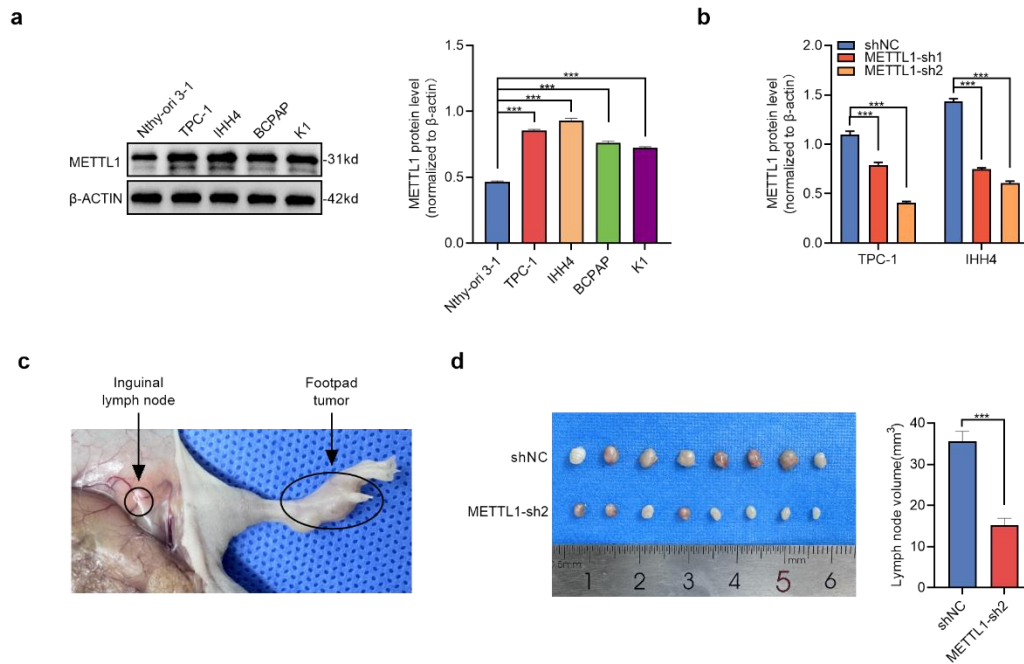 a
Nthy-ori 3-1
TPC-1
IHH4
BCPAP
K1
METTL1
-31kd
β-ACTIN
-42kd
METTL1 protein level
(normalized to β-actin)
1.5
1.0
0.5
0.0
***
***
***
***
Nthy-ori 3-1
TPC-1
IHH4
BCPAP
K1
b
METTL1 protein level
(normalized to β-actin)
2.0
1.5
1.0
0.5
0.0
shNC
METTL1-sh1
METTL1-sh2
***
***
***
***
TPC-1
IHH4
c
Inguinal
lymph node
Footpad
tumor
d
shNC
METTL1-sh2
0.5mm
mm
1 2 3 4 5 6
Lymph node volume(mm³)
40
30
20
10
0
***
shNC
METTL1-sh2